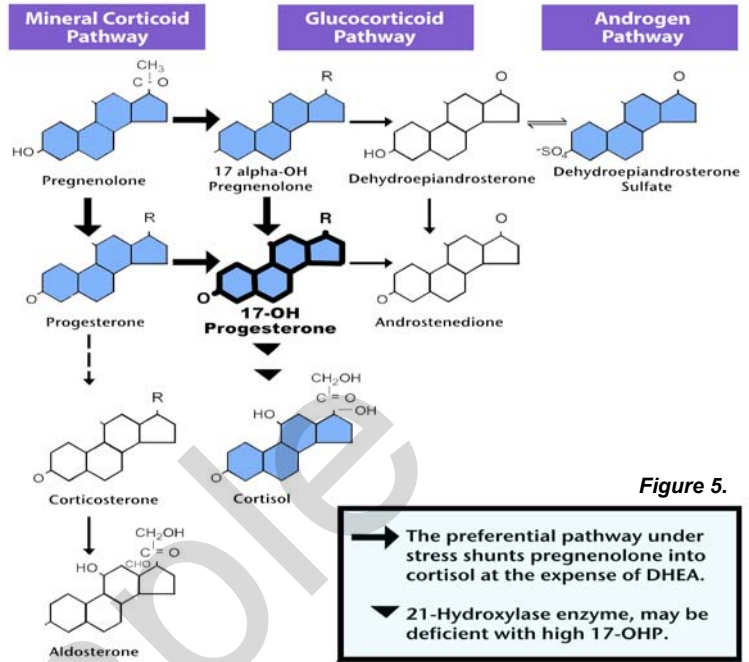 Mineral Corticoid
Pathway
Glucocorticoid
Pathway
Androgen
Pathway
CH3
C - O
HO
Pregnenolone
R
17 alpha-OH
Pregnenolone
O
HO
Dehydroepiandrosterone
O
-SO4
Dehydroepiandrosterone
Sulfate
R
O
Progesterone
R
O
17-OH
Progesterone
O
O
Androstenedione
R
O
Corticosterone
CH2OH
C = O
HO
OH
O
Cortisol
CH2OH
C = O
HO
CHO
O
Aldosterone
Figure 5.
The preferential pathway under
stress shunts pregnenolone into
cortisol at the expense of DHEA.
21-Hydroxylase enzyme, may be
deficient with high 17-OHP.